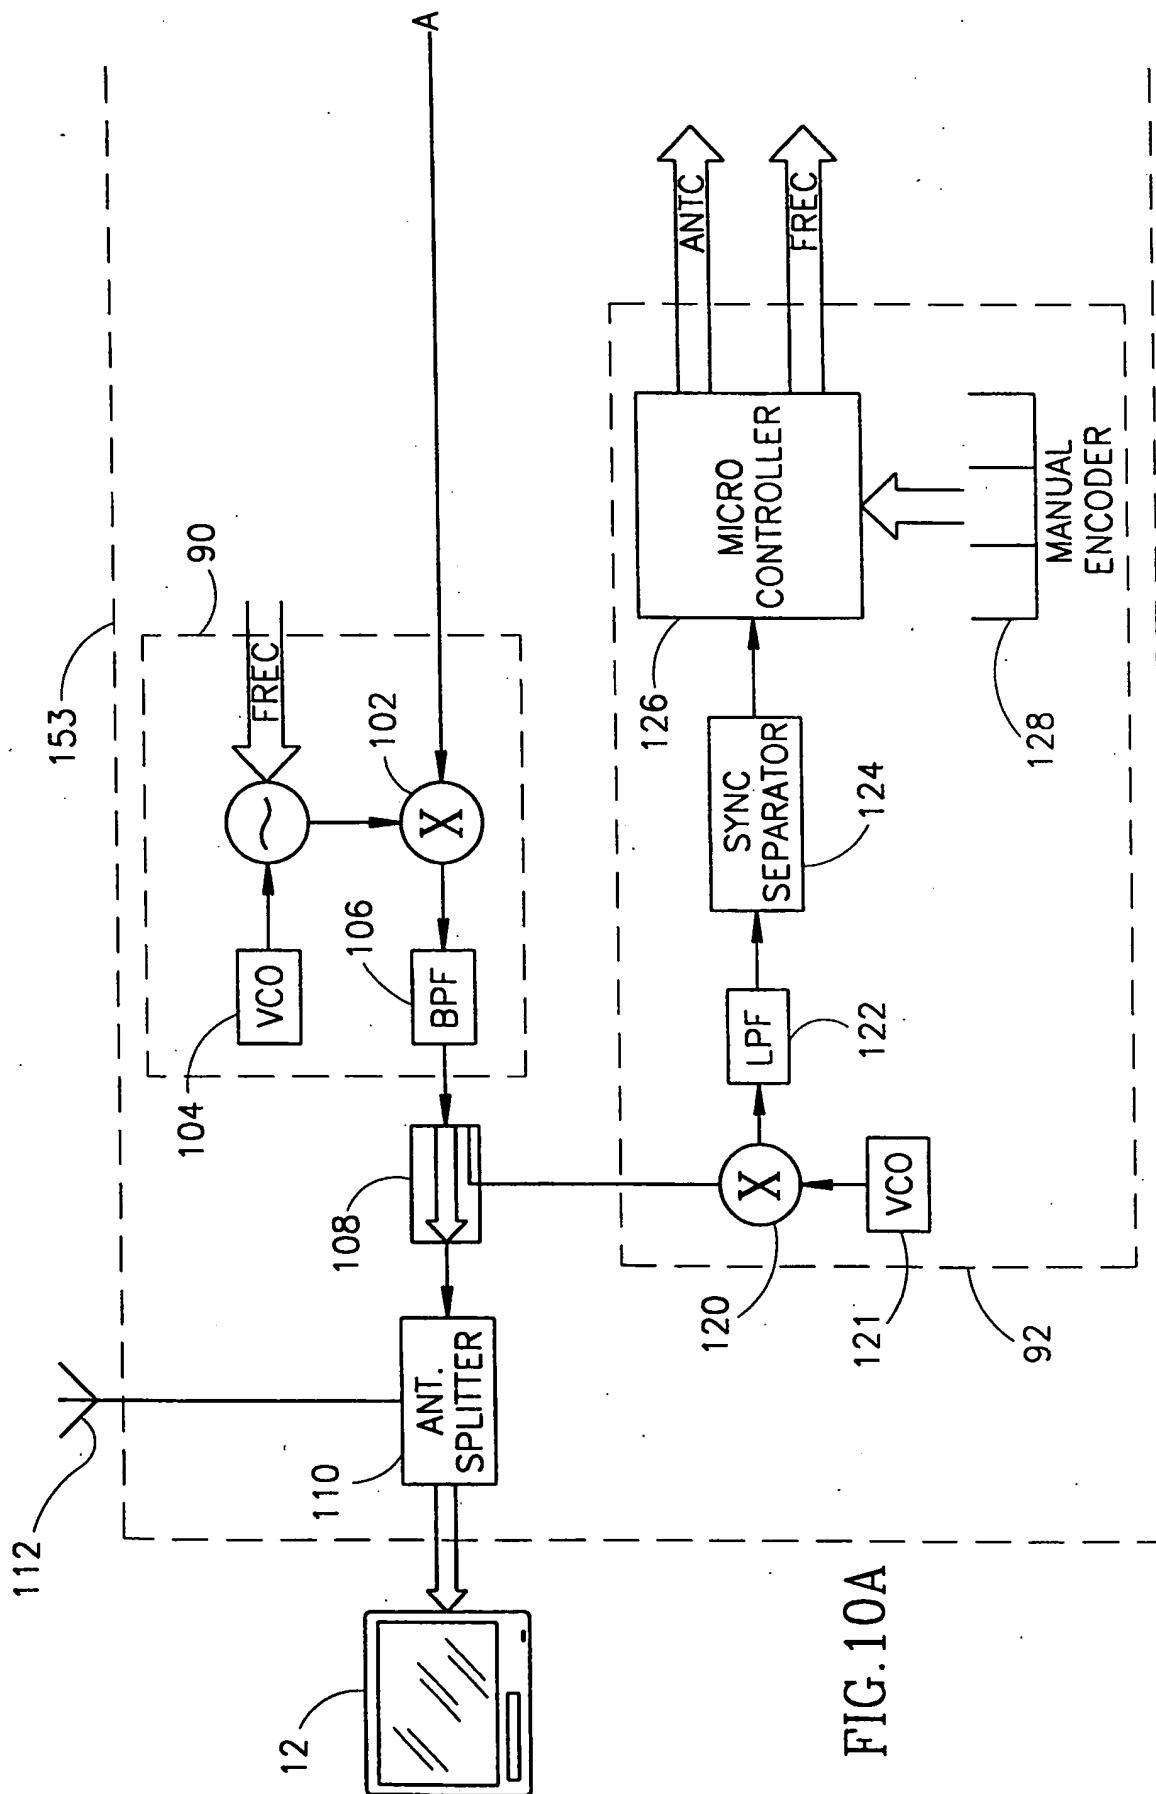 153
90
A
FREC
102
VCO
104
X
106
BPF
108
112
ANT.
SPLITTER
110
12
ANTC
FREC
MICRO
CONTROLLER
126
MANUAL
ENCODER
128
SYNC
SEPARATOR
124
LPF
122
X
120
VCO
121
92
FIG.10A